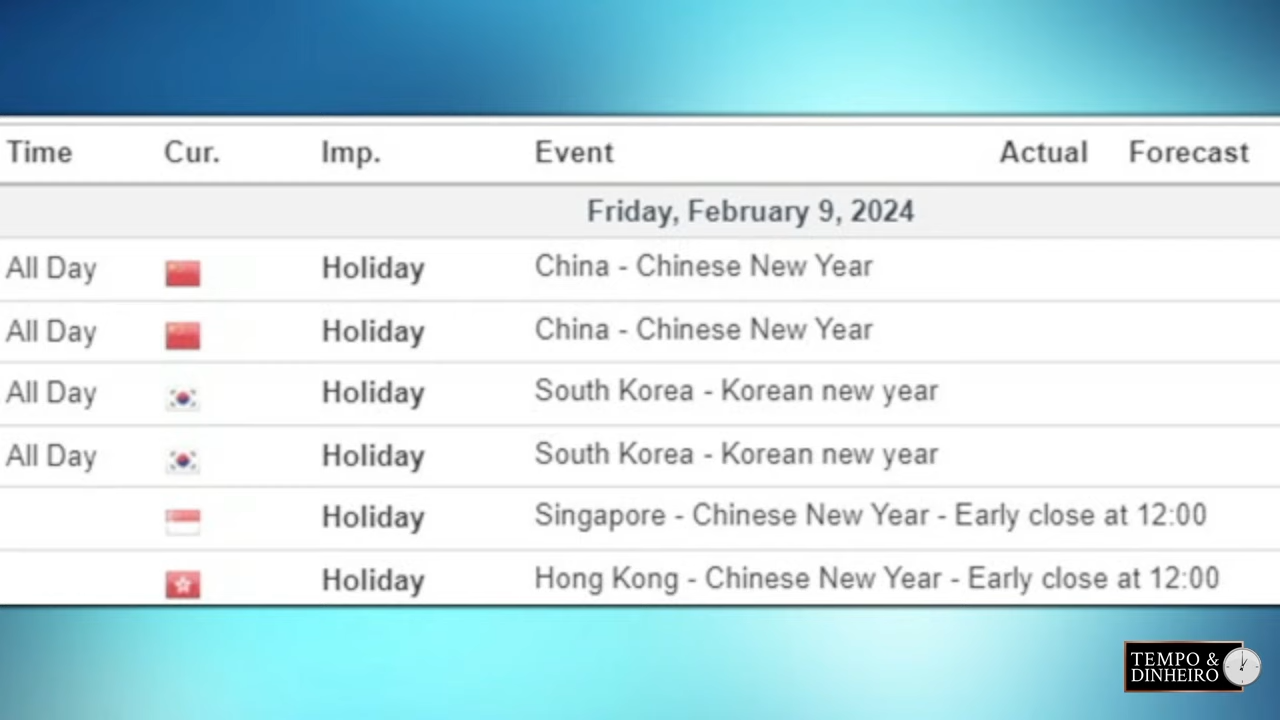 Time Cur. Imp. Event Actual Forecast
Friday, February 9, 2024
All Day Holiday China - Chinese New Year
All Day Holiday China - Chinese New Year
All Day Holiday South Korea - Korean new year
All Day Holiday South Korea - Korean new year
Holiday Singapore - Chinese New Year - Early close at 12:00
Holiday Hong Kong - Chinese New Year - Early close at 12:00
TEMPO &
DINHEIRO